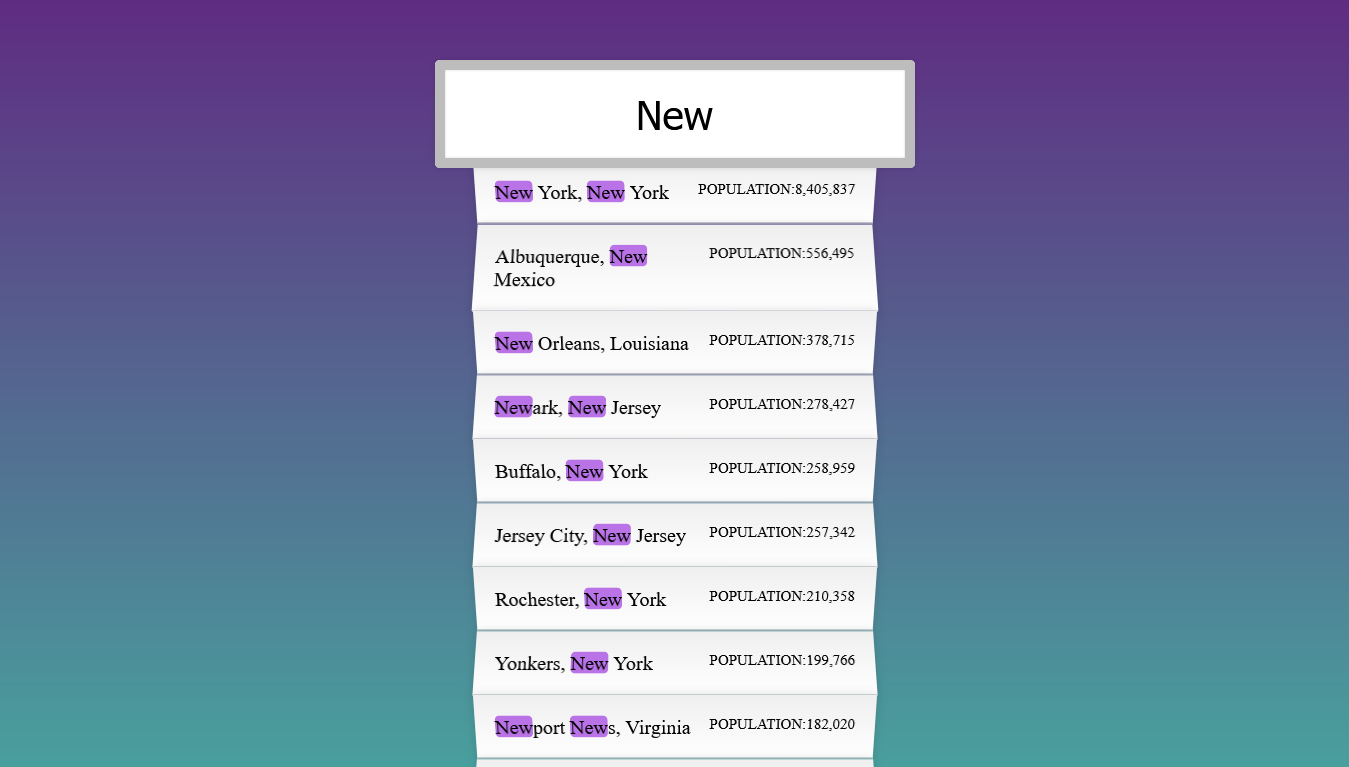 New
New York, New York POPULATION:8,405,837
Albuquerque, New POPULATION:556,495
Mexico
New Orleans, Louisiana POPULATION:378,715
Newark, New Jersey POPULATION:278,427
Buffalo, New York POPULATION:258,959
Jersey City, New Jersey POPULATION:257,342
Rochester, New York POPULATION:210,358
Yonkers, New York POPULATION:199,766
Newport News, Virginia POPULATION:182,020